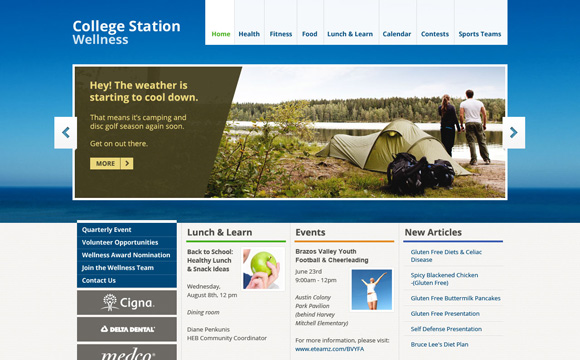 College Station
Wellness
Home
Health
Fitness
Food
Lunch & Learn
Calendar
Contests
Sports Teams
Hey! The weather is
starting to cool down.
That means it's camping and
disc golf season again soon.
Get on out there.
MORE
Quarterly Event
Volunteer Opportunities
Wellness Award Nomination
Join the Wellness Team
Contact Us
Cigna
DELTA DENTAL
medco
Lunch & Learn
Back to School:
Healthy Lunch
& Snack Ideas
Wednesday,
August 8th, 12 pm
Dining room
Diane Penkunis
HEB Community Coordinator
Events
Brazos Valley Youth
Football & Cheerleading
June 23rd
9:00am - 12pm
Austin Colony
Park Pavilion
(behind Harvey
Mitchell Elementary)
For more information, please visit:
www.eteamz.com/BVYFA
New Articles
Gluten Free Diets & Celiac
Disease
Spicy Blackened Chicken
-(Gluten Free)
Gluten Free Buttermilk Pancakes
Gluten Free Presentation
Self Defense Presentation
Bruce Lee's Diet Plan